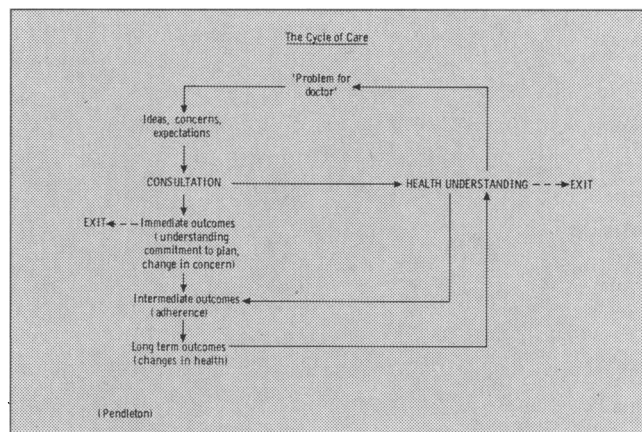 The Cycle of Care
'Problem for
doctor'
Ideas, concerns,
expectations
CONSULTATION
HEALTH UNDERSTANDING
EXIT
EXIT
Immediate outcomes
(understanding
commitment to plan,
change in concern)
Intermediate outcomes
(adherence)
Long term outcomes
(changes in health)
(Pendleton)